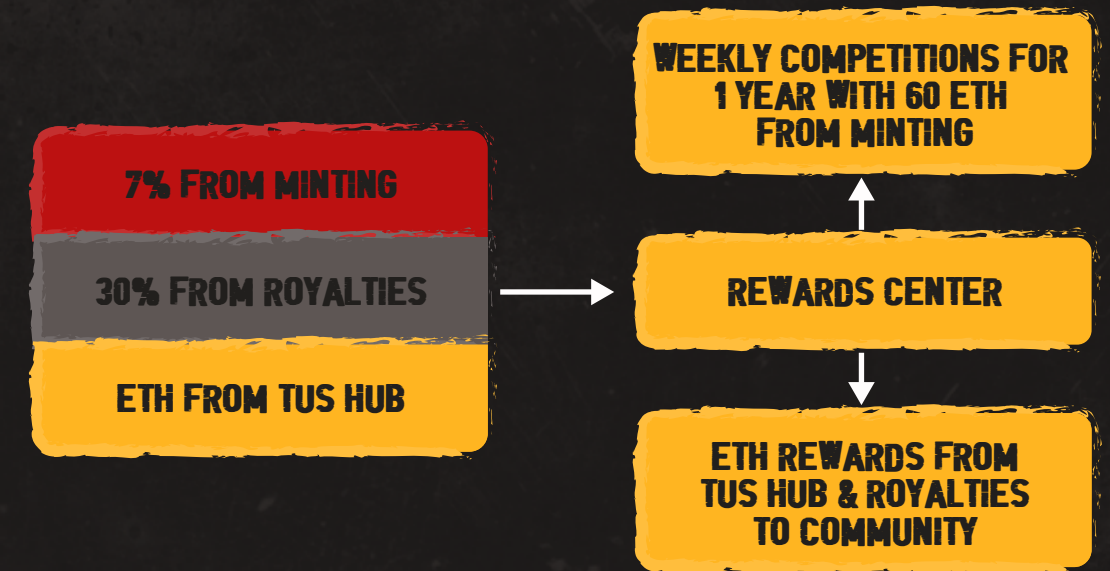 7% FROM MINTING
30% FROM ROYALTIES
ETH FROM TUS HUB
WEEKLY COMPETITIONS FOR
1 YEAR WITH 60 ETH
FROM MINTING
REWARDS CENTER
ETH REWARDS FROM
TUS HUB & ROYALTIES
TO COMMUNITY